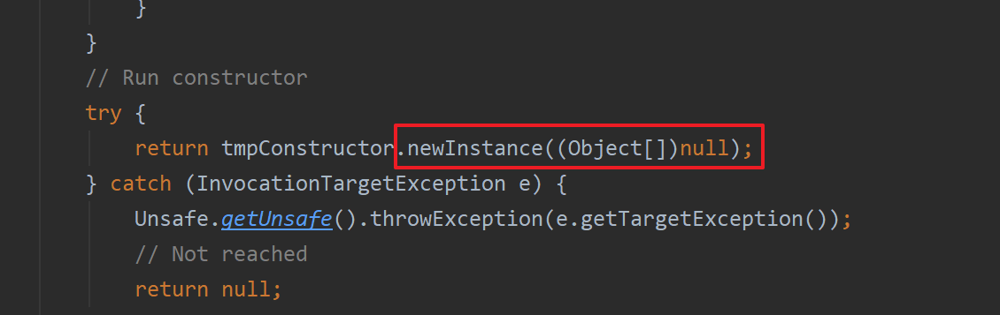 }
}
// Run constructor
try {
return tmpConstructor.newInstance((Object[])null);
} catch (InvocationTargetException e) {
Unsafe.getUnsafe().throwException(e.getTargetException());
// Not reached
return null;